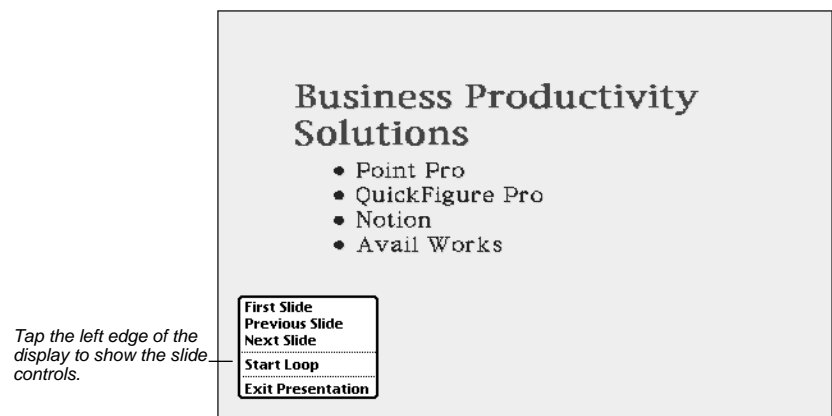 Business Productivity
Solutions
• Point Pro
• QuickFigure Pro
• Notion
• Avail Works
First Slide
Previous Slide
Next Slide
Start Loop
Exit Presentation
Tap the left edge of the
display to show the slide
controls.